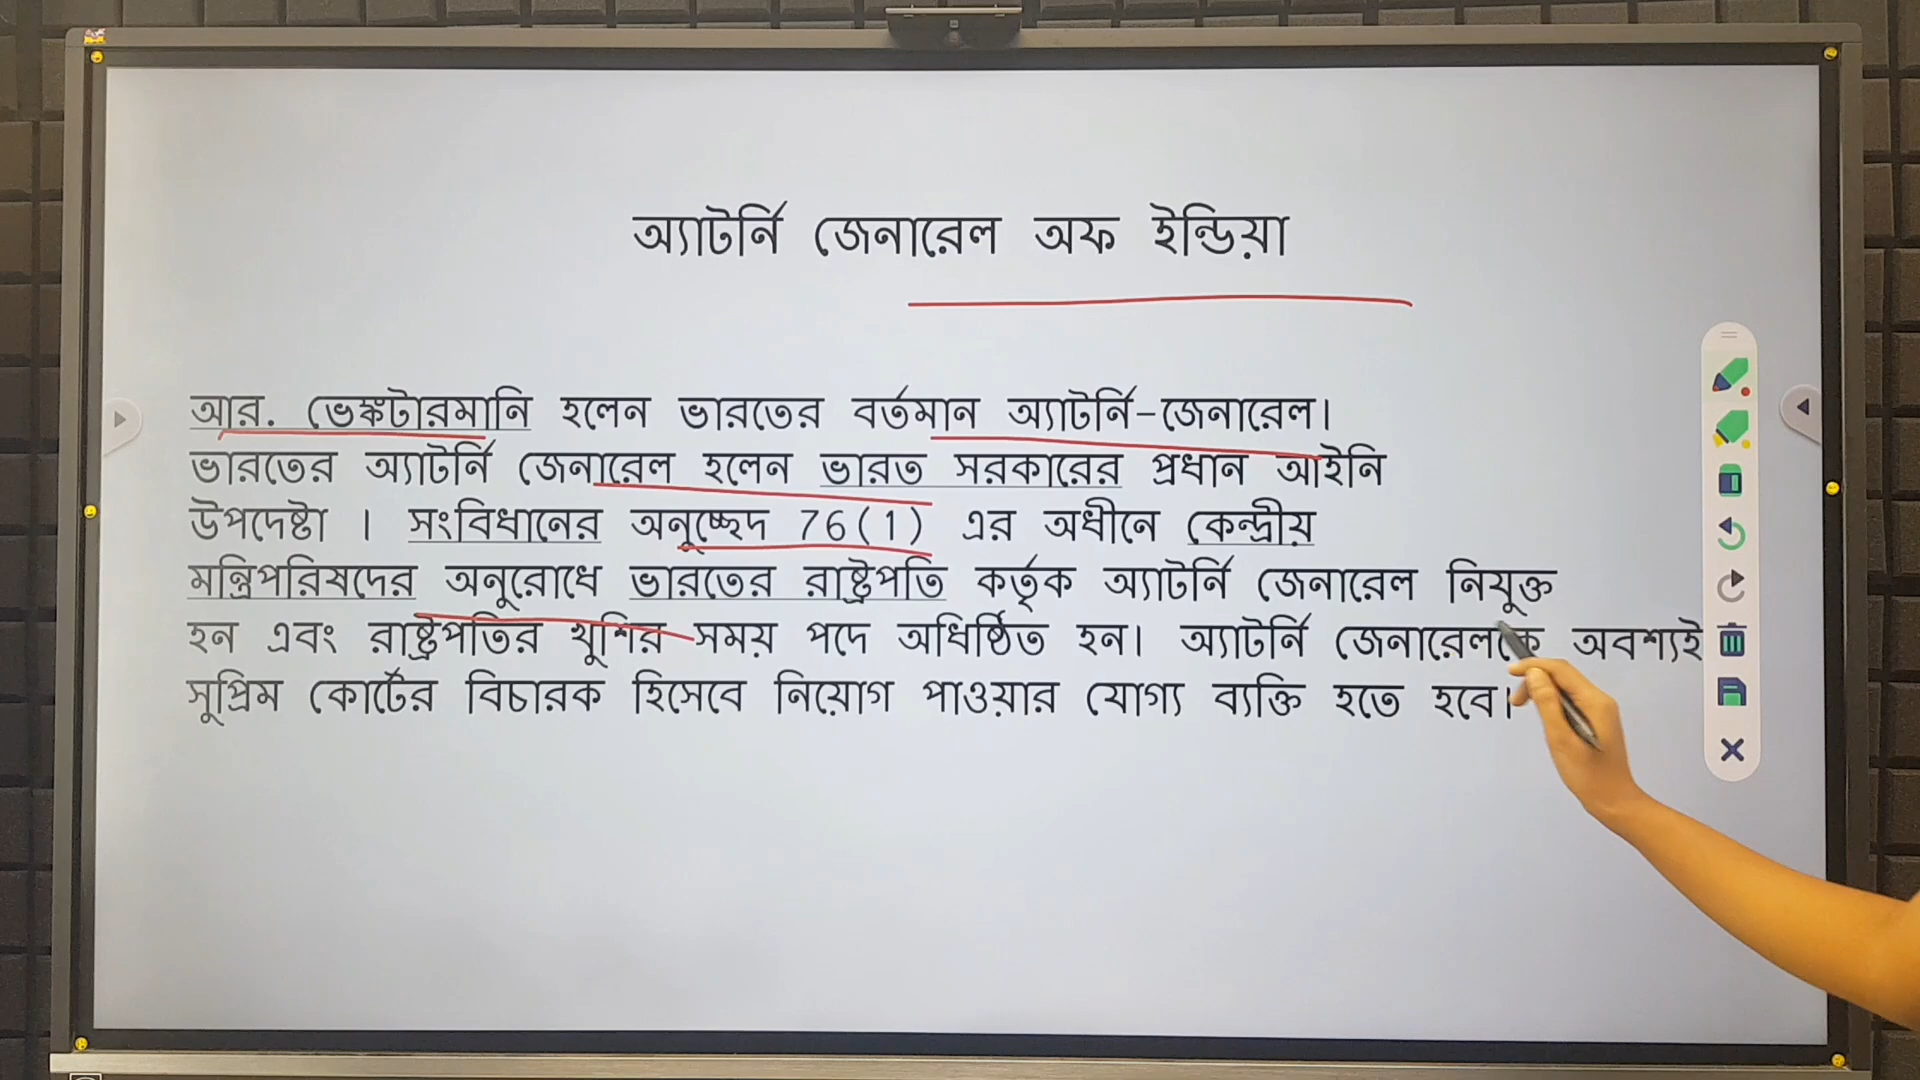 অ্যাটর্নি জেনারেল অফ ইন্ডিয়া
আর. ভেঙ্কটারমানি হলেন ভারতের বর্তমান অ্যাটর্নি-জেনারেল।
ভারতের অ্যাটর্নি জেনারেল হলেন ভারত সরকারের প্রধান আইনি
উপদেষ্টা । সংবিধানের অনুচ্ছেদ 76(1) এর অধীনে কেন্দ্রীয়
মন্ত্রিপরিষদের অনুরোধে ভারতের রাষ্ট্রপতি কর্তৃক অ্যাটর্নি জেনারেল নিযুক্ত
হন এবং রাষ্ট্রপতির খুশির সময় পদে অধিষ্ঠিত হন। অ্যাটর্নি জেনারেলকে অবশ্যই
সুপ্রিম কোর্টের বিচারক হিসেবে নিয়োগ পাওয়ার যোগ্য ব্যক্তি হতে হবে।